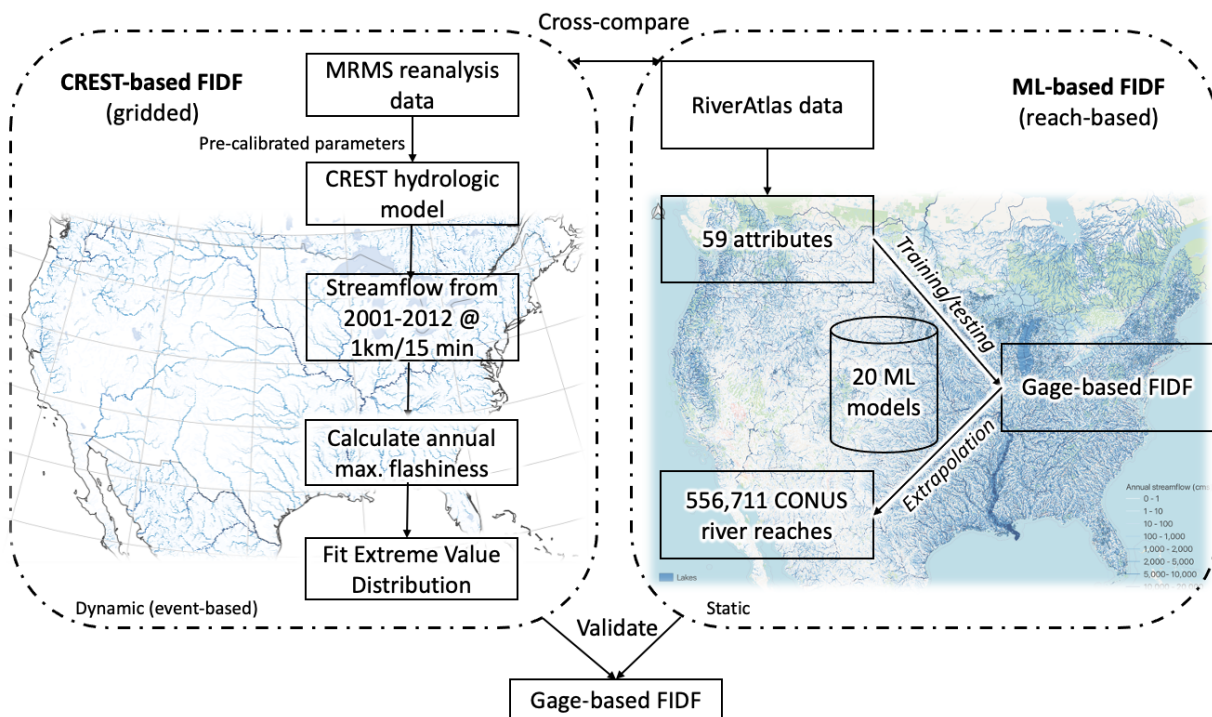 Cross-compare
CREST-based FIDF
(gridded)
MRMS reanalysis
data
Pre-calibrated parameters
CREST hydrologic
model
Streamflow from
2001-2012 @
1km/15 min
Calculate annual
max. flashiness
Fit Extreme Value
Distribution
Dynamic (event-based)
RiverAtlas data
ML-based FIDF
(reach-based)
59 attributes
Training/testing
20 ML
models
Gage-based FIDF
Extrapolation
556,711 CONUS
river reaches
Annual streamflow (cms
0 - 1
1 - 10
10 - 100
100 - 1,000
1,000 - 2,000
2,000 - 5,000
5,000 - 10,000
Lakes
Static
Validate
Gage-based FIDF